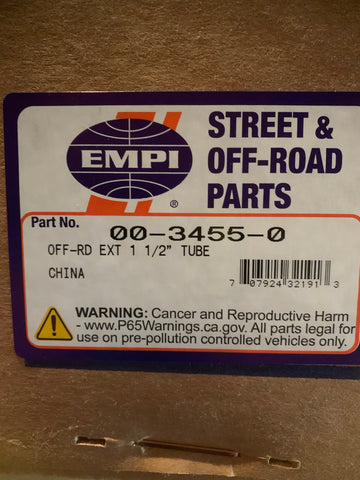 EMPI
®
STREET &
OFF-ROAD
PARTS
Part No. 00-3455-0
OFF-RD EXT 1 1/2" TUBE
CHINA
7 07924 32191 3
WARNING: Cancer and Reproductive Harm
- www.P65Warnings.ca.gov. All parts legal for
use on pre-pollution controlled vehicles only.